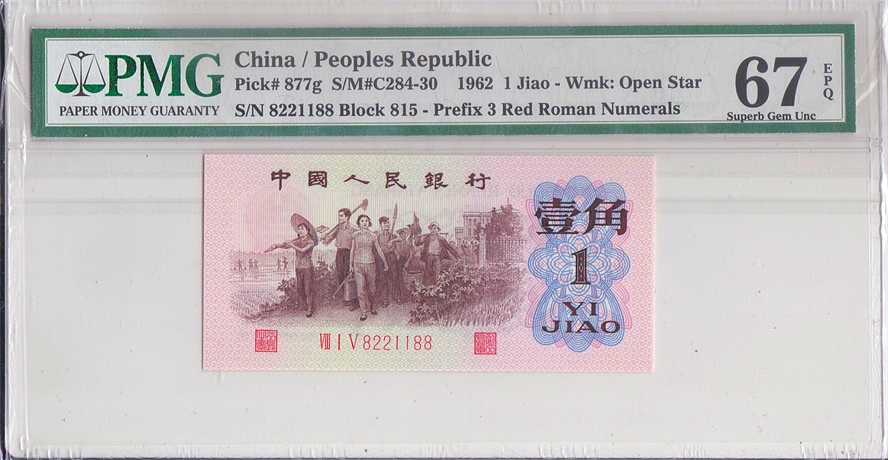 PMG
PAPER MONEY GUARANTY
China / Peoples Republic
Pick# 877g S/M#C284-30 1962 1 Jiao - Wmk: Open Star
S/N 8221188 Block 815 - Prefix 3 Red Roman Numerals
67 EPQ
Superb Gem Unc
中國人民銀行
壹角
1
YI
JIAO
Ⅷ Ⅰ Ⅴ 8221188